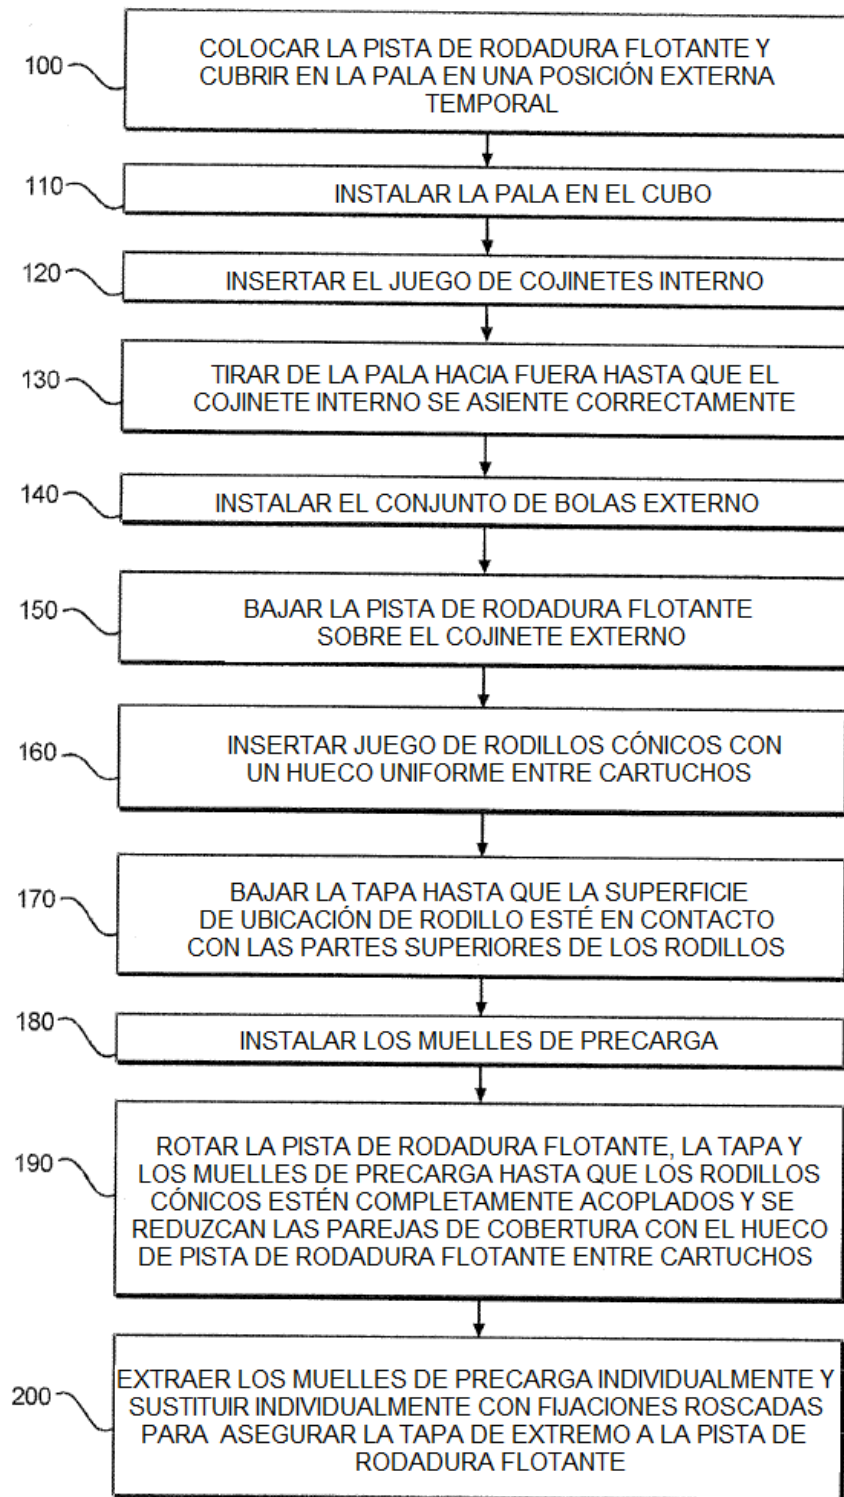 100
COLOCAR LA PISTA DE RODADURA FLOTANTE Y
CUBRIR EN LA PALA EN UNA POSICIÓN EXTERNA
TEMPORAL
110
INSTALAR LA PALA EN EL CUBO
120
INSERTAR EL JUEGO DE COJINETES INTERNO
130
TIRAR DE LA PALA HACIA FUERA HASTA QUE EL
COJINETE INTERNO SE ASIENTE CORRECTAMENTE
140
INSTALAR EL CONJUNTO DE BOLAS EXTERNO
150
BAJAR LA PISTA DE RODADURA FLOTANTE
SOBRE EL COJINETE EXTERNO
160
INSERTAR JUEGO DE RODILLOS CÓNICOS CON
UN HUECO UNIFORME ENTRE CARTUCHOS
170
BAJAR LA TAPA HASTA QUE LA SUPERFICIE
DE UBICACIÓN DE RODILLO ESTÉ EN CONTACTO
CON LAS PARTES SUPERIORES DE LOS RODILLOS
180
INSTALAR LOS MUELLES DE PRECARGA
190
ROTAR LA PISTA DE RODADURA FLOTANTE, LA TAPA Y
LOS MUELLES DE PRECARGA HASTA QUE LOS RODILLOS
CÓNICOS ESTÉN COMPLETAMENTE ACOPLADOS Y SE
REDUZCAN LAS PAREJAS DE COBERTURA CON EL HUECO
DE PISTA DE RODADURA FLOTANTE ENTRE CARTUCHOS
200
EXTRAER LOS MUELLES DE PRECARGA INDIVIDUALMENTE Y
SUSTITUIR INDIVIDUALMENTE CON FIJACIONES ROSCADAS
PARA ASEGURAR LA TAPA DE EXTREMO A LA PISTA DE
RODADURA FLOTANTE